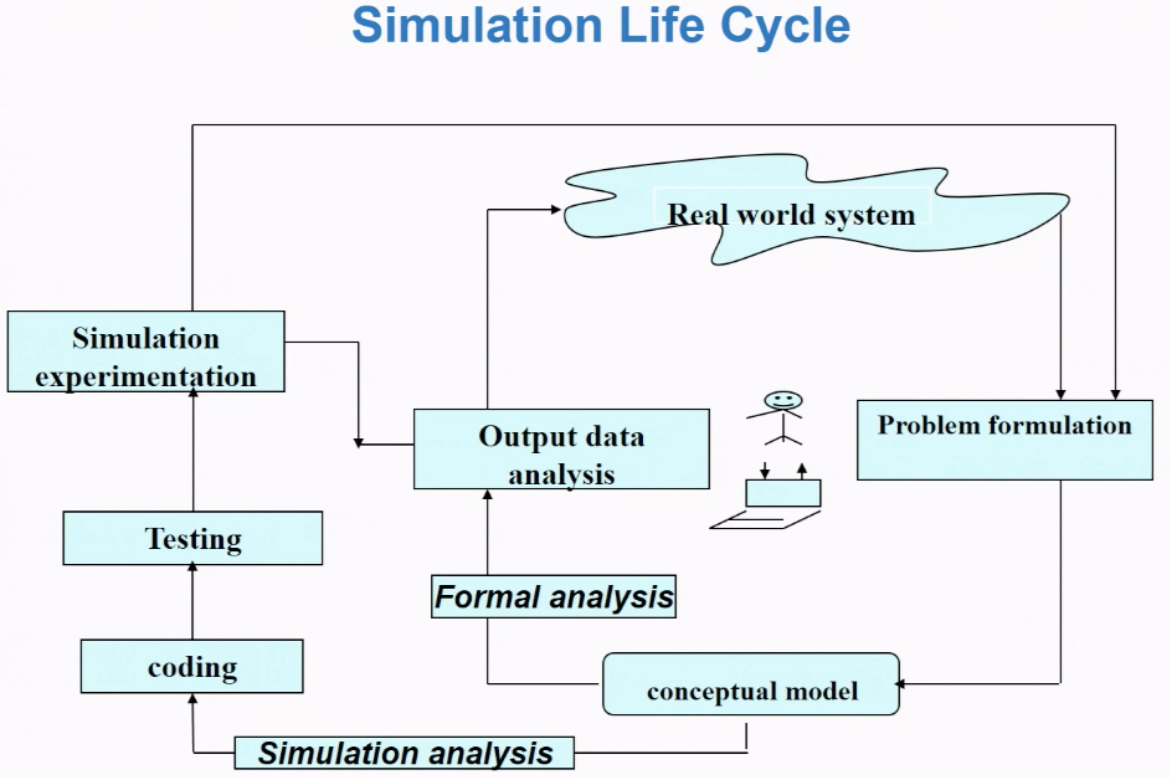 Simulation Life Cycle
Real world system
Simulation
experimentation
Output data
analysis
Problem formulation
Testing
Formal analysis
coding
conceptual model
Simulation analysis